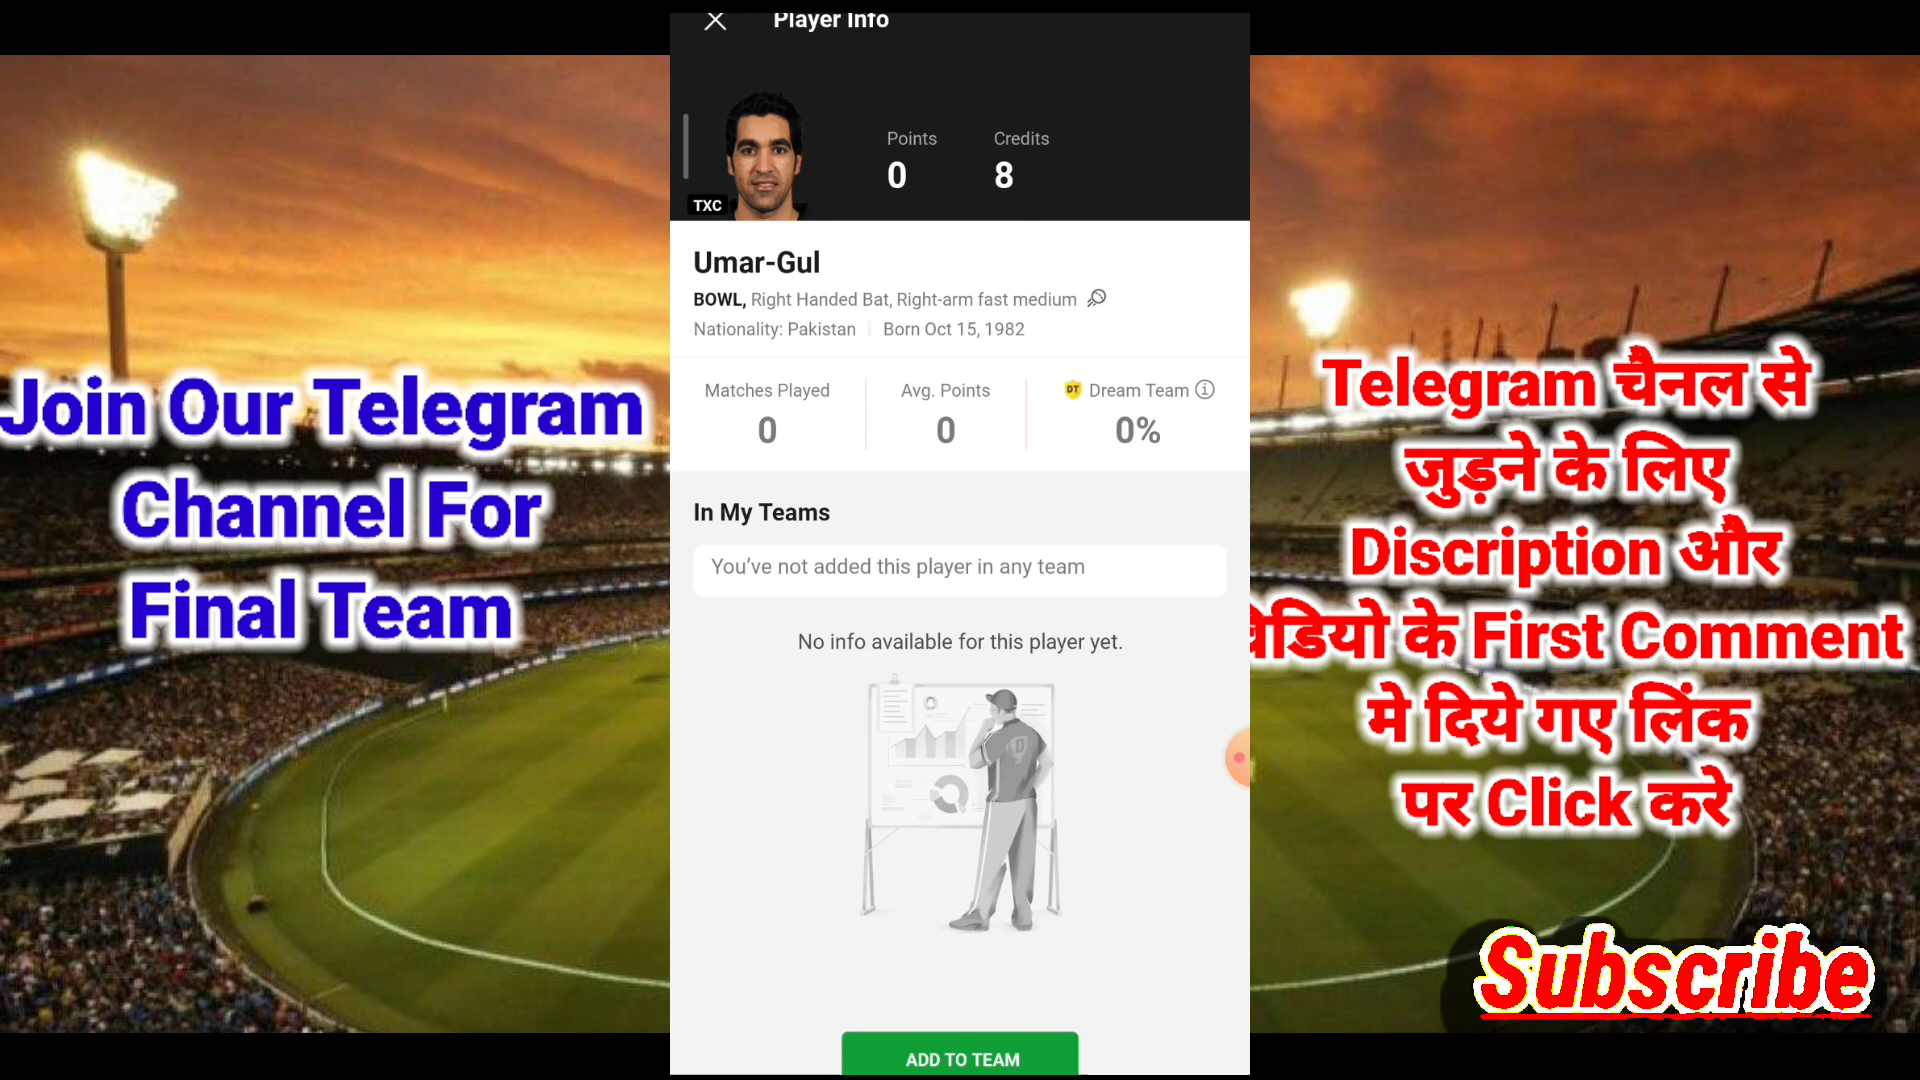 Player Info
Points
Credits
0
8
TXC
Umar-Gul
BOWL, Right Handed Bat, Right-arm fast medium
Nationality: Pakistan
Born Oct 15, 1982
Matches Played
Avg. Points
DT
Dream Team
0
0
0%
In My Teams
You’ve not added this player in any team
No info available for this player yet.
D
ADD TO TEAM
Join Our Telegram
Channel For
Final Team
Telegram चैनल से
जुड़ने के लिए
Discription और
विडियो के First Comment
मे दिये गए लिंक
पर Click करे
Subscribe